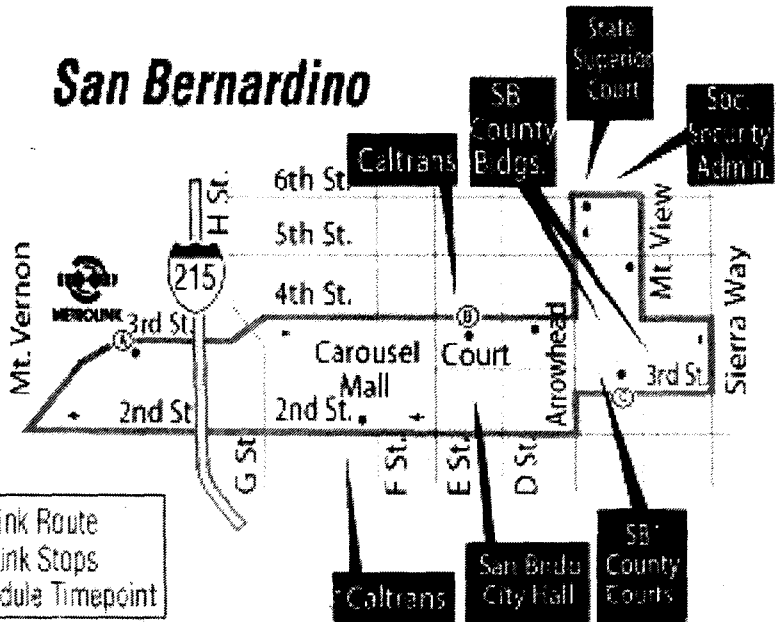 San Bernardino
State
Superior
Court
SB
County
Bldgs.
Soc.
Security
Admin.
Caltrans
6th St.
H St.
5th St.
Mt. View
215
4th St.
Mt. Vernon
METROLINK
3rd St.
A
B
Sierra Way
Carousel
Mall
Court
Arrowhead
3rd St.
C
2nd St
2nd St.
G St.
F St.
E St.
D St.
ink Route
ink Stops
dule Timepoint
Caltrans
San Brdo
City Hall
SB
County
Courts